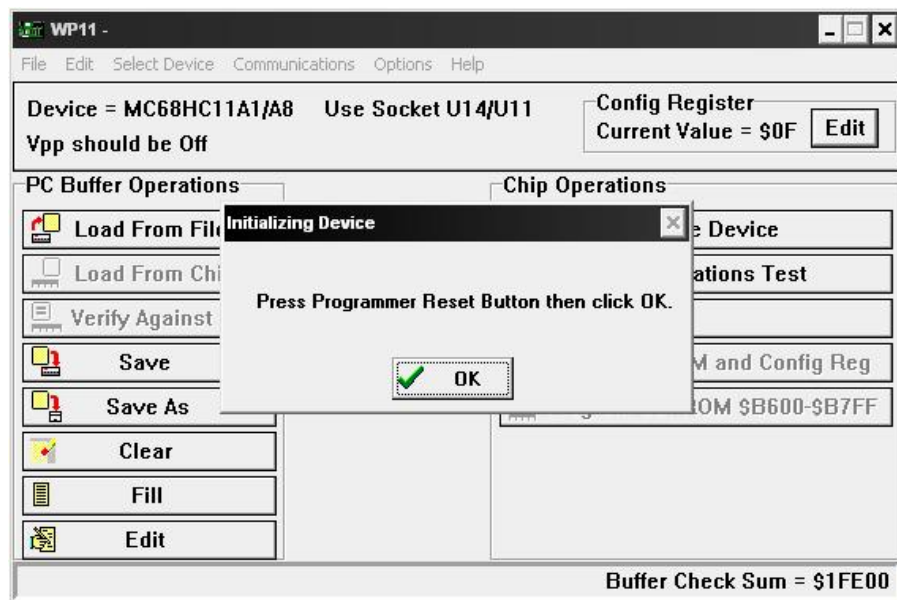 WP11 -
File Edit Select Device Communications Options Help
Device = MC68HC11A1/A8 Use Socket U14/U11
Vpp should be Off
Config Register
Current Value = $0F
Edit
PC Buffer Operations
Load From File
Load From Chi
Verify Against
Save
Save As
Clear
Fill
Edit
Chip Operations
Device
ations Test
M and Config Reg
ROM $B600-$B7FF
Initializing Device
Press Programmer Reset Button then click OK.
OK
Buffer Check Sum = $1FE00